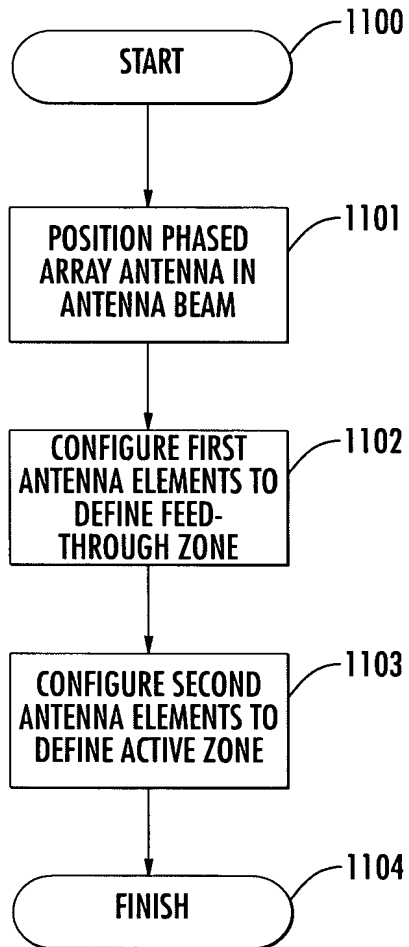 1100
START
1101
POSITION PHASED
ARRAY ANTENNA IN
ANTENNA BEAM
1102
CONFIGURE FIRST
ANTENNA ELEMENTS TO
DEFINE FEED-
THROUGH ZONE
1103
CONFIGURE SECOND
ANTENNA ELEMENTS TO
DEFINE ACTIVE ZONE
1104
FINISH